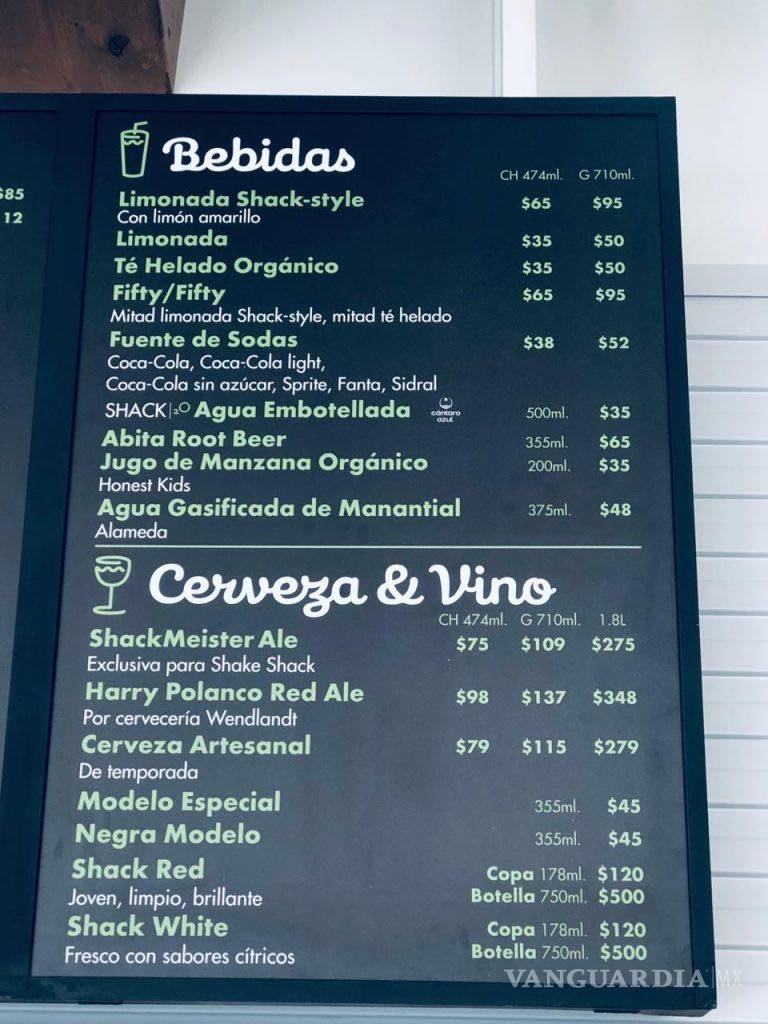 $85
12
Bebidas
CH 474ml. G 710ml.
Limonada Shack-style $65 $95
Con limón amarillo
Limonada $35 $50
Té Helado Orgánico $35 $50
Fifty/Fifty $65 $95
Mitad limonada Shack-style, mitad té helado
Fuente de Sodas $38 $52
Coca-Cola, Coca-Cola light,
Coca-Cola sin azúcar, Sprite, Fanta, Sidral
SHACK|2O Agua Embotellada cántaro azul 500ml. $35
Abita Root Beer 355ml. $65
Jugo de Manzana Orgánico 200ml. $35
Honest Kids
Agua Gasificada de Manantial 375ml. $48
Alameda
Cerveza & Vino
CH 474ml. G 710ml. 1.8L
ShackMeister Ale $75 $109 $275
Exclusiva para Shake Shack
Harry Polanco Red Ale $98 $137 $348
Por cervecería Wendlandt
Cerveza Artesanal $79 $115 $279
De temporada
Modelo Especial 355ml. $45
Negra Modelo 355ml. $45
Shack Red Copa 178ml. $120
Joven, limpio, brillante Botella 750ml. $500
Shack White Copa 178ml. $120
Fresco con sabores cítricos Botella 750ml. $500
VANGUARDIA|MX